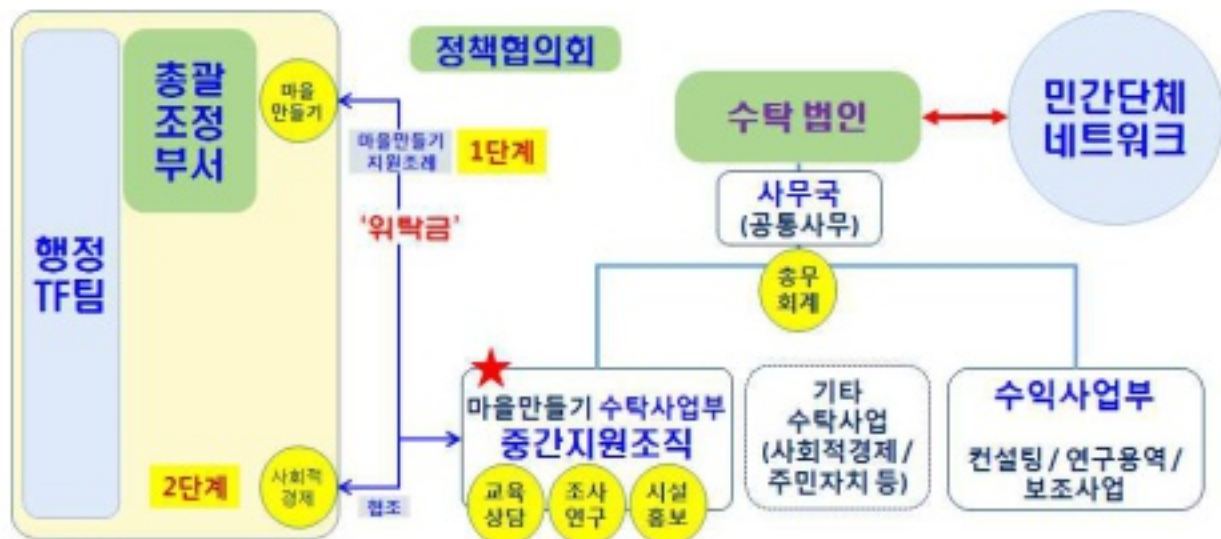 정책협의회
총괄
조정
부서
마을
만들기
행정
TF팀
마을만들기
지원조례
1단계
'위탁금'
2단계
사회적
경제
협조
수탁 법인
민간단체
네트워크
사무국
(공통사무)
총무
회계
마을만들기 수탁사업부
중간지원조직
교육
상담
조사
연구
시설
홍보
기타
수탁사업
(사회적경제 /
주민자치 등)
수익사업부
컨설팅 / 연구용역 /
보조사업